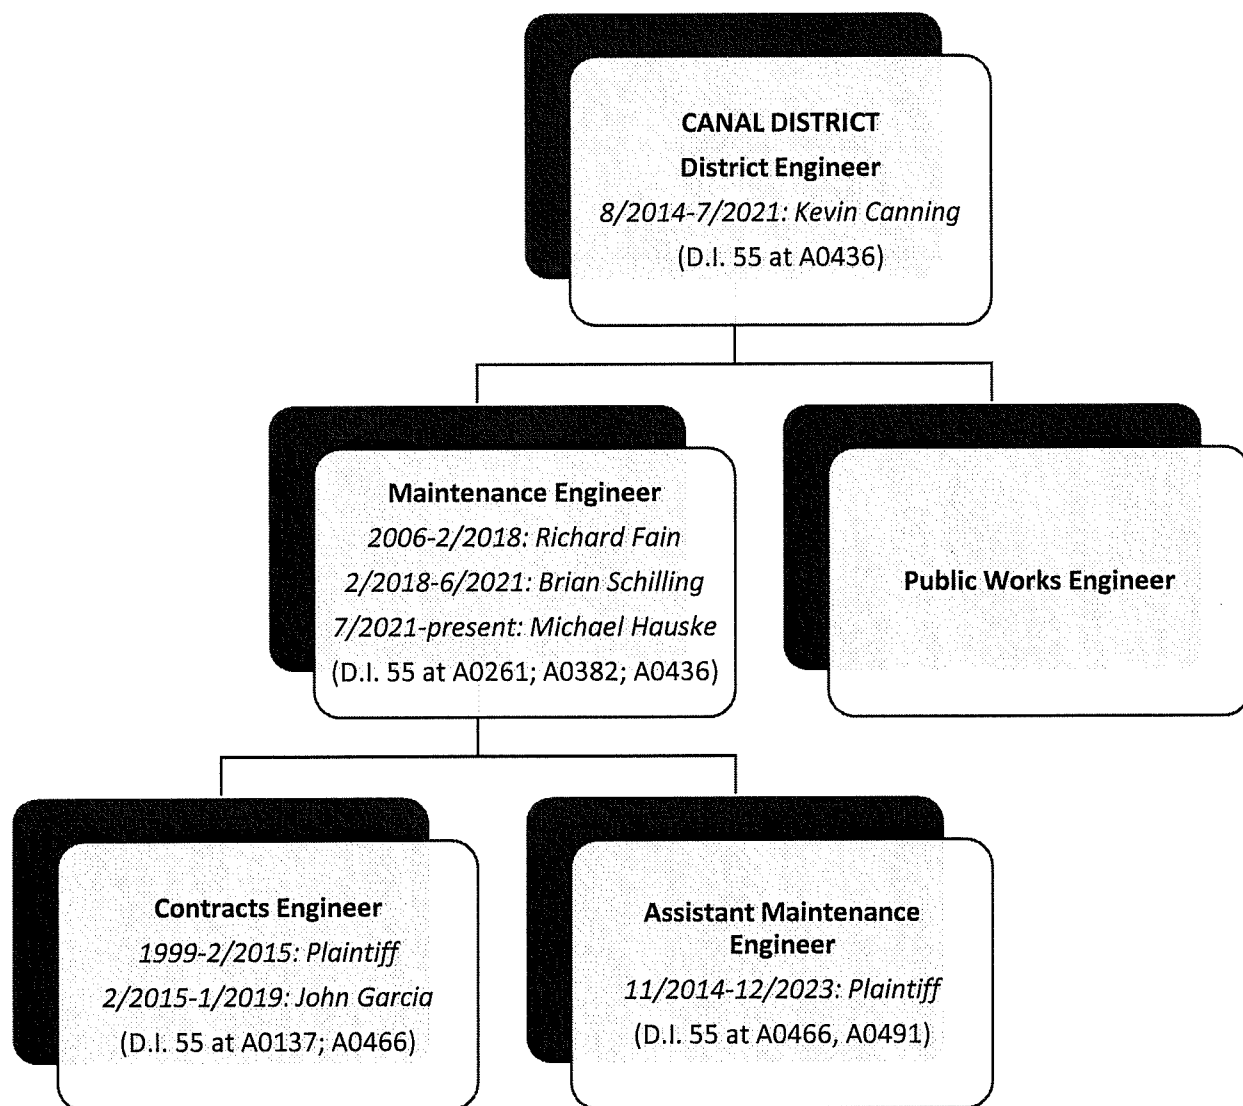 CANAL DISTRICT
District Engineer
8/2014-7/2021: Kevin Canning
(D.I. 55 at A0436)
Maintenance Engineer
2006-2/2018: Richard Fain
2/2018-6/2021: Brian Schilling
7/2021-present: Michael Hauske
(D.I. 55 at A0261; A0382; A0436)
Public Works Engineer
Contracts Engineer
1999-2/2015: Plaintiff
2/2015-1/2019: John Garcia
(D.I. 55 at A0137; A0466)
Assistant Maintenance
Engineer
11/2014-12/2023: Plaintiff
(D.I. 55 at A0466, A0491)